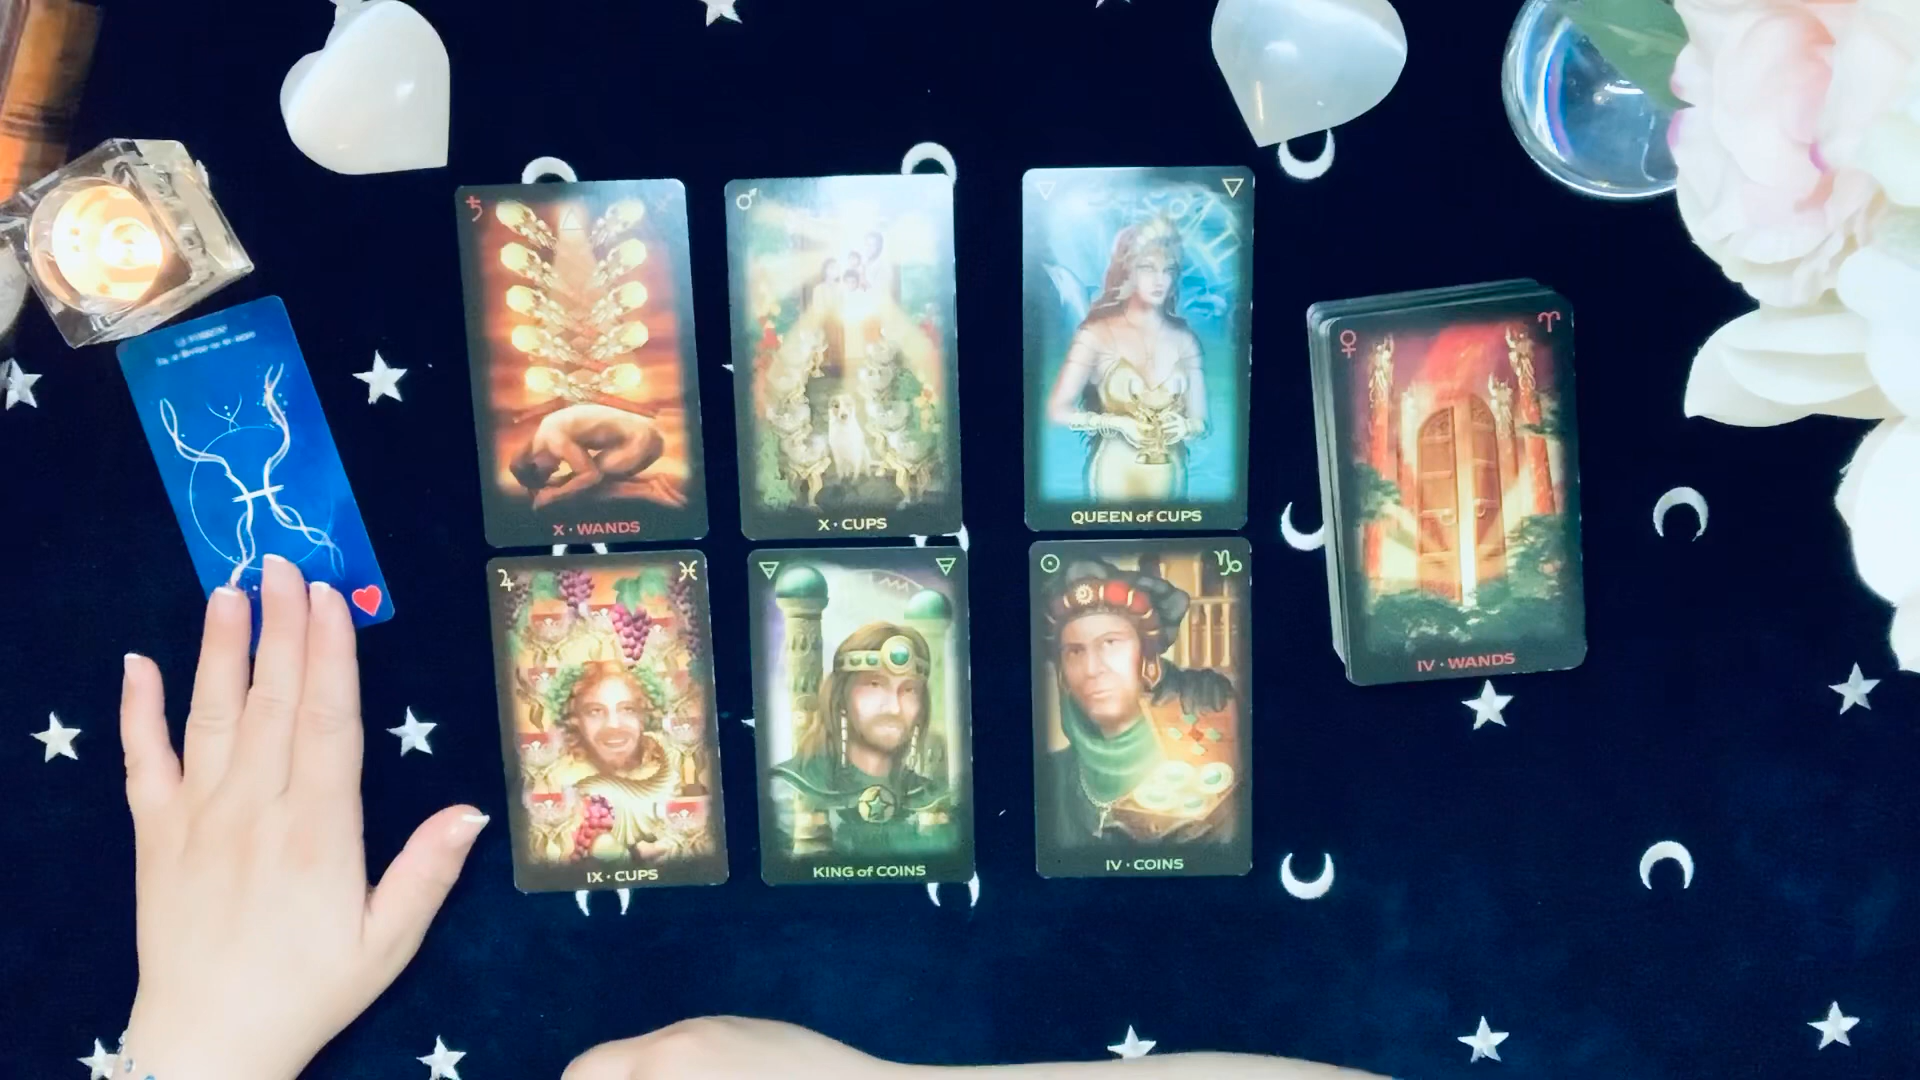 X • WANDS
X • CUPS
QUEEN of CUPS
IV • WANDS
IX • CUPS
KING of COINS
IV • COINS